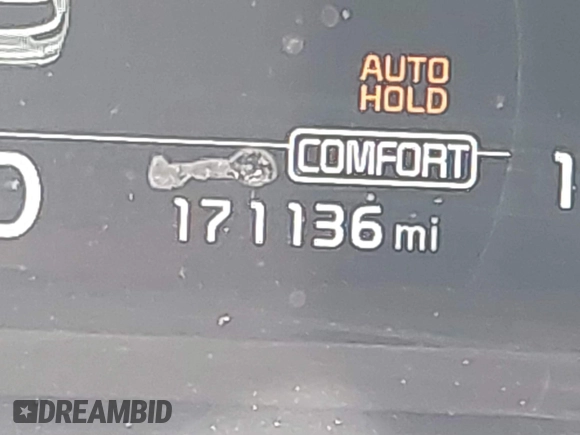 AUTO
HOLD
COMFORT
171136 mi
DREAMBID